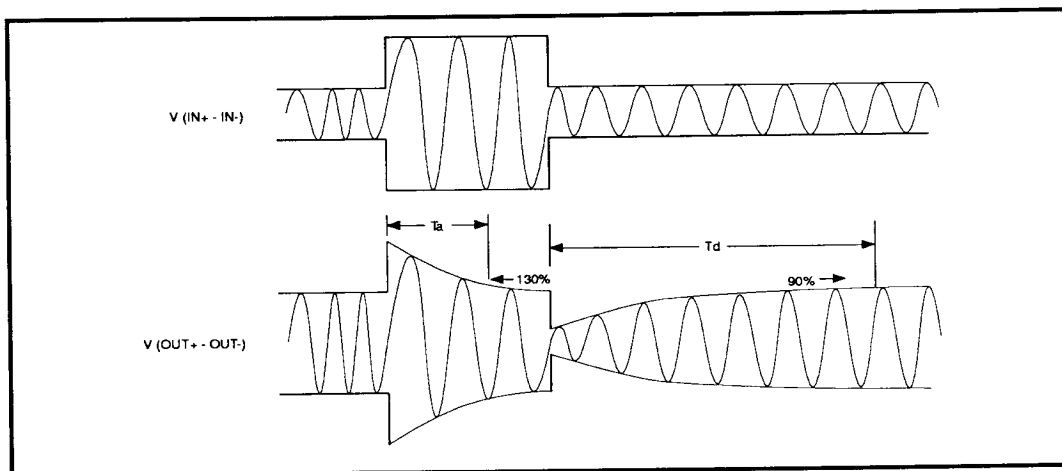 V (IN+ - IN-)
Ta
Td
130%
90%
V (OUT+ - OUT-)